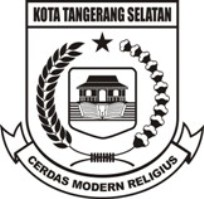 KOTA TANGERANG SELATAN
CERDAS MODERN RELIGIUS